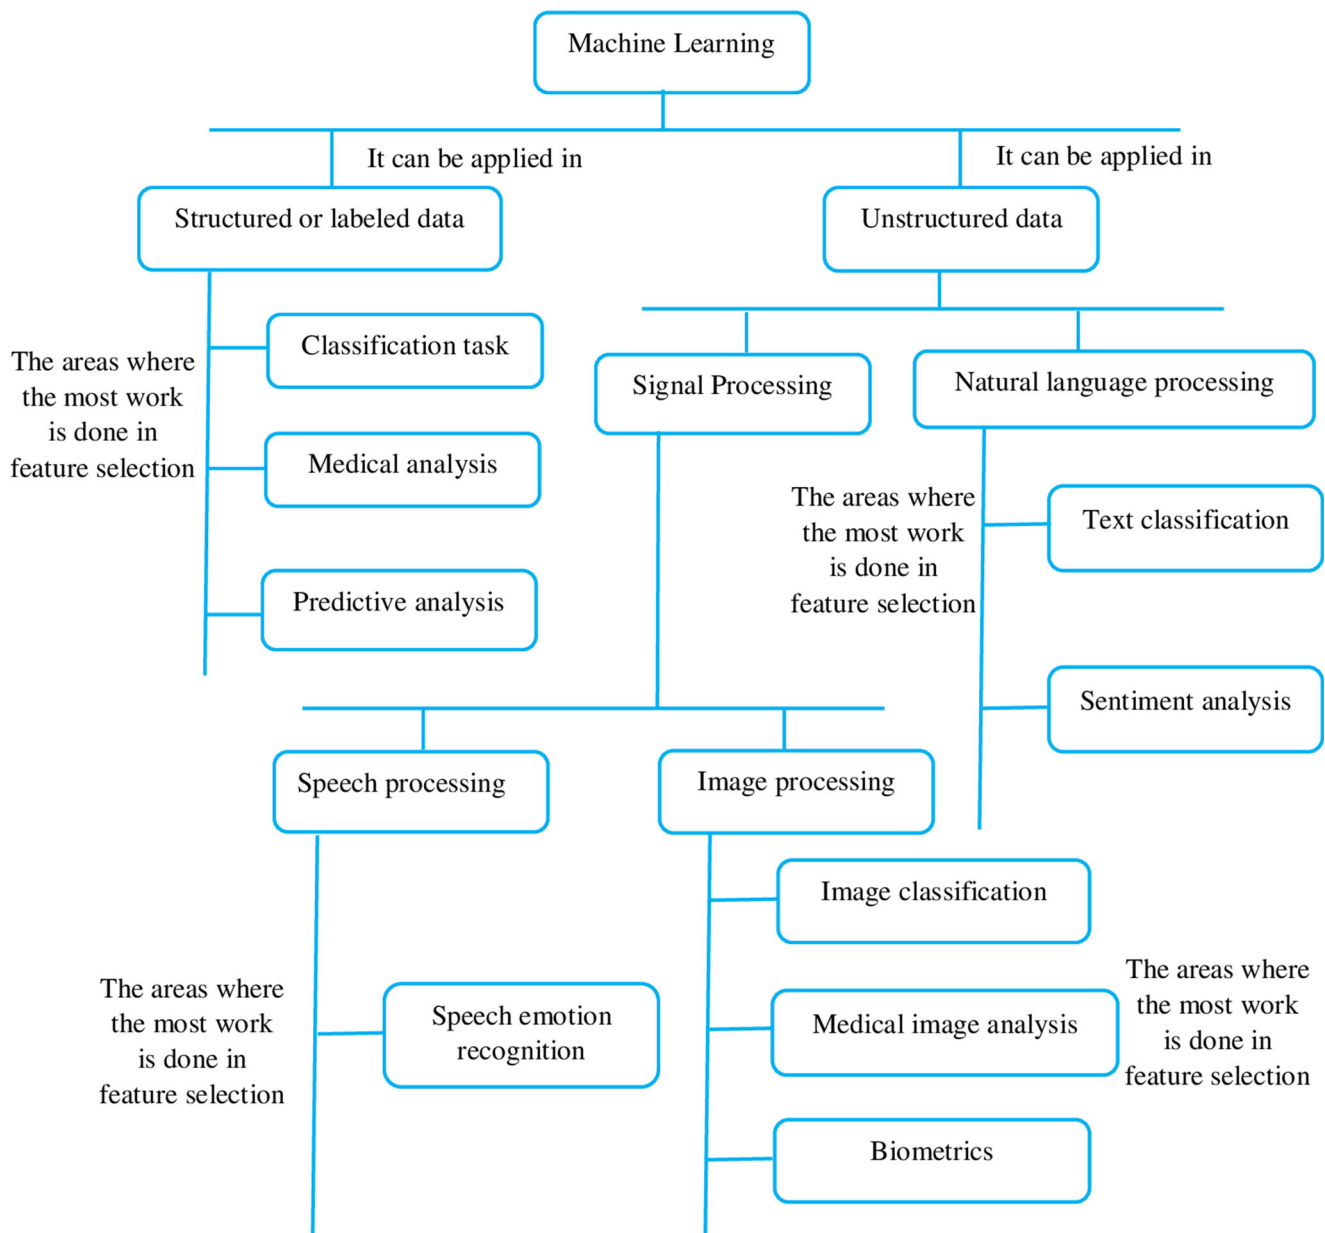 Machine Learning
It can be applied in
It can be applied in
Structured or labeled data
Unstructured data
The areas where
the most work
is done in
feature selection
Classification task
Medical analysis
Predictive analysis
Signal Processing
Natural language processing
The areas where
the most work
is done in
feature selection
Text classification
Sentiment analysis
Speech processing
Image processing
The areas where
the most work
is done in
feature selection
Speech emotion
recognition
Image classification
Medical image analysis
Biometrics
The areas where
the most work
is done in
feature selection